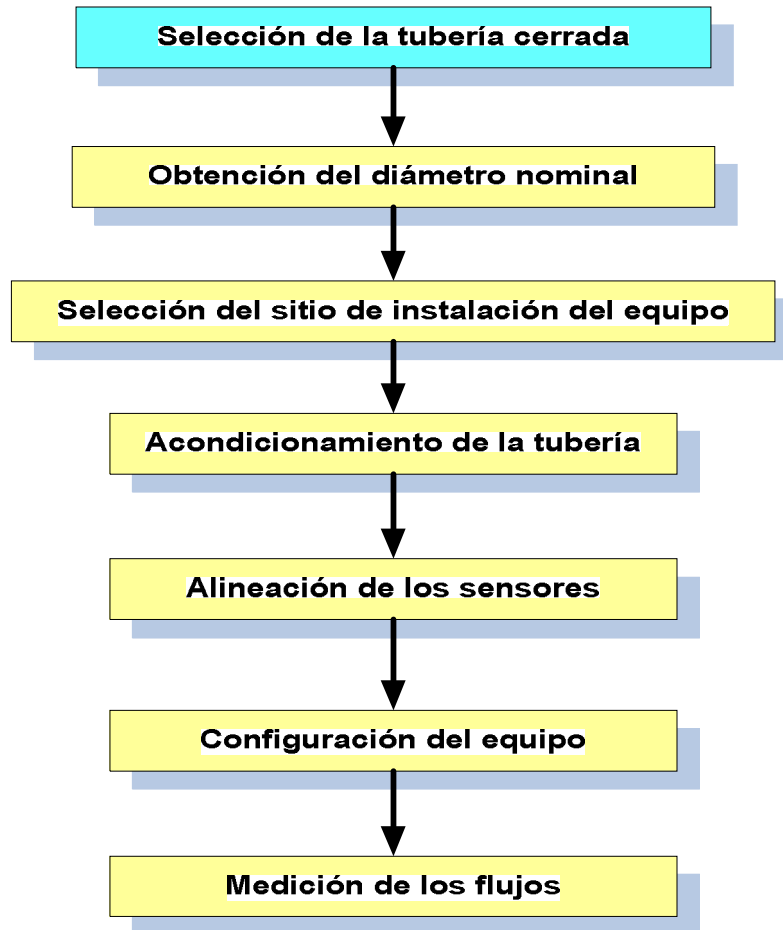 Selección de la tubería cerrada
Obtención del diámetro nominal
Selección del sitio de instalación del equipo
Acondicionamiento de la tubería
Alineación de los sensores
Configuración del equipo
Medición de los flujos